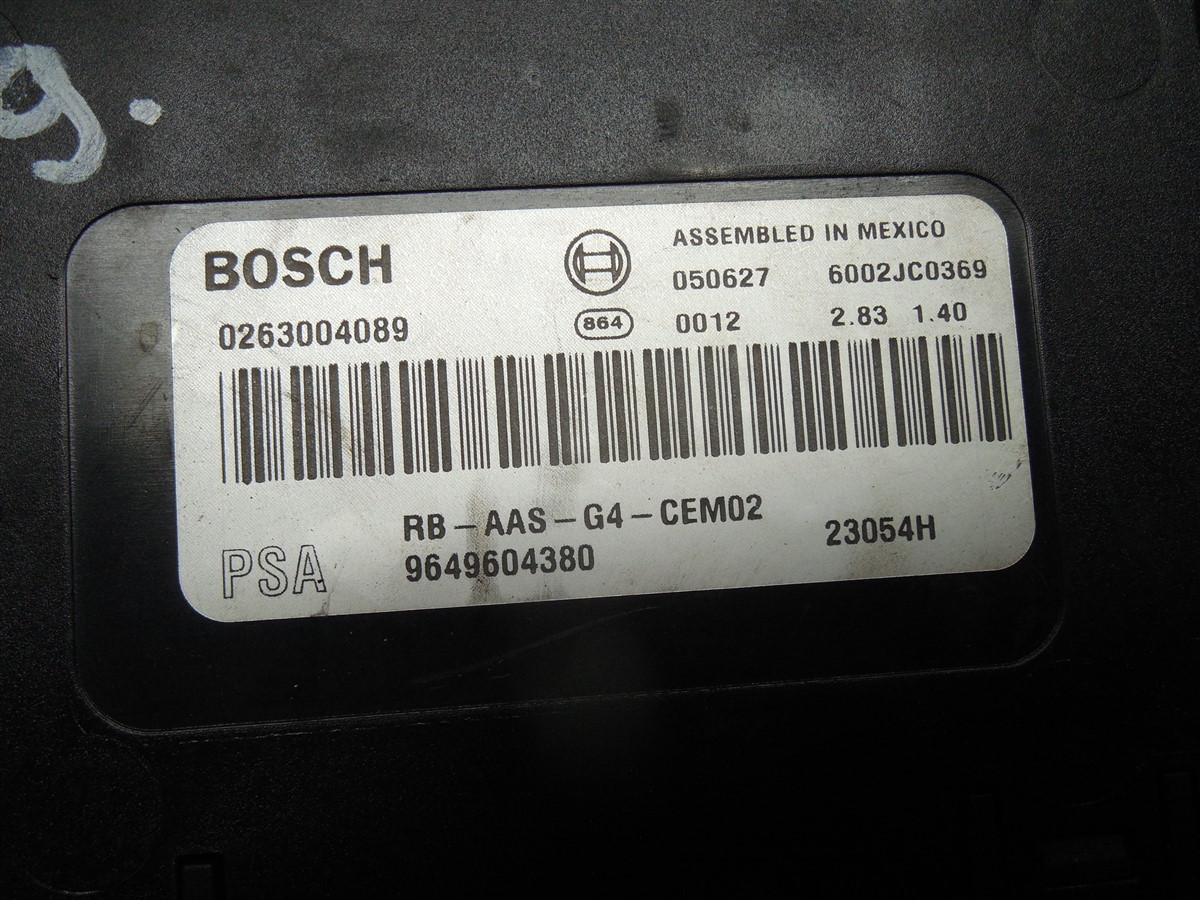 9.
BOSCH
ASSEMBLED IN MEXICO
050627 6002JC0369
0263004089
864 0012 2.83 1.40
RB-AAS-G4-CEM02
23054H
PSA 9649604380